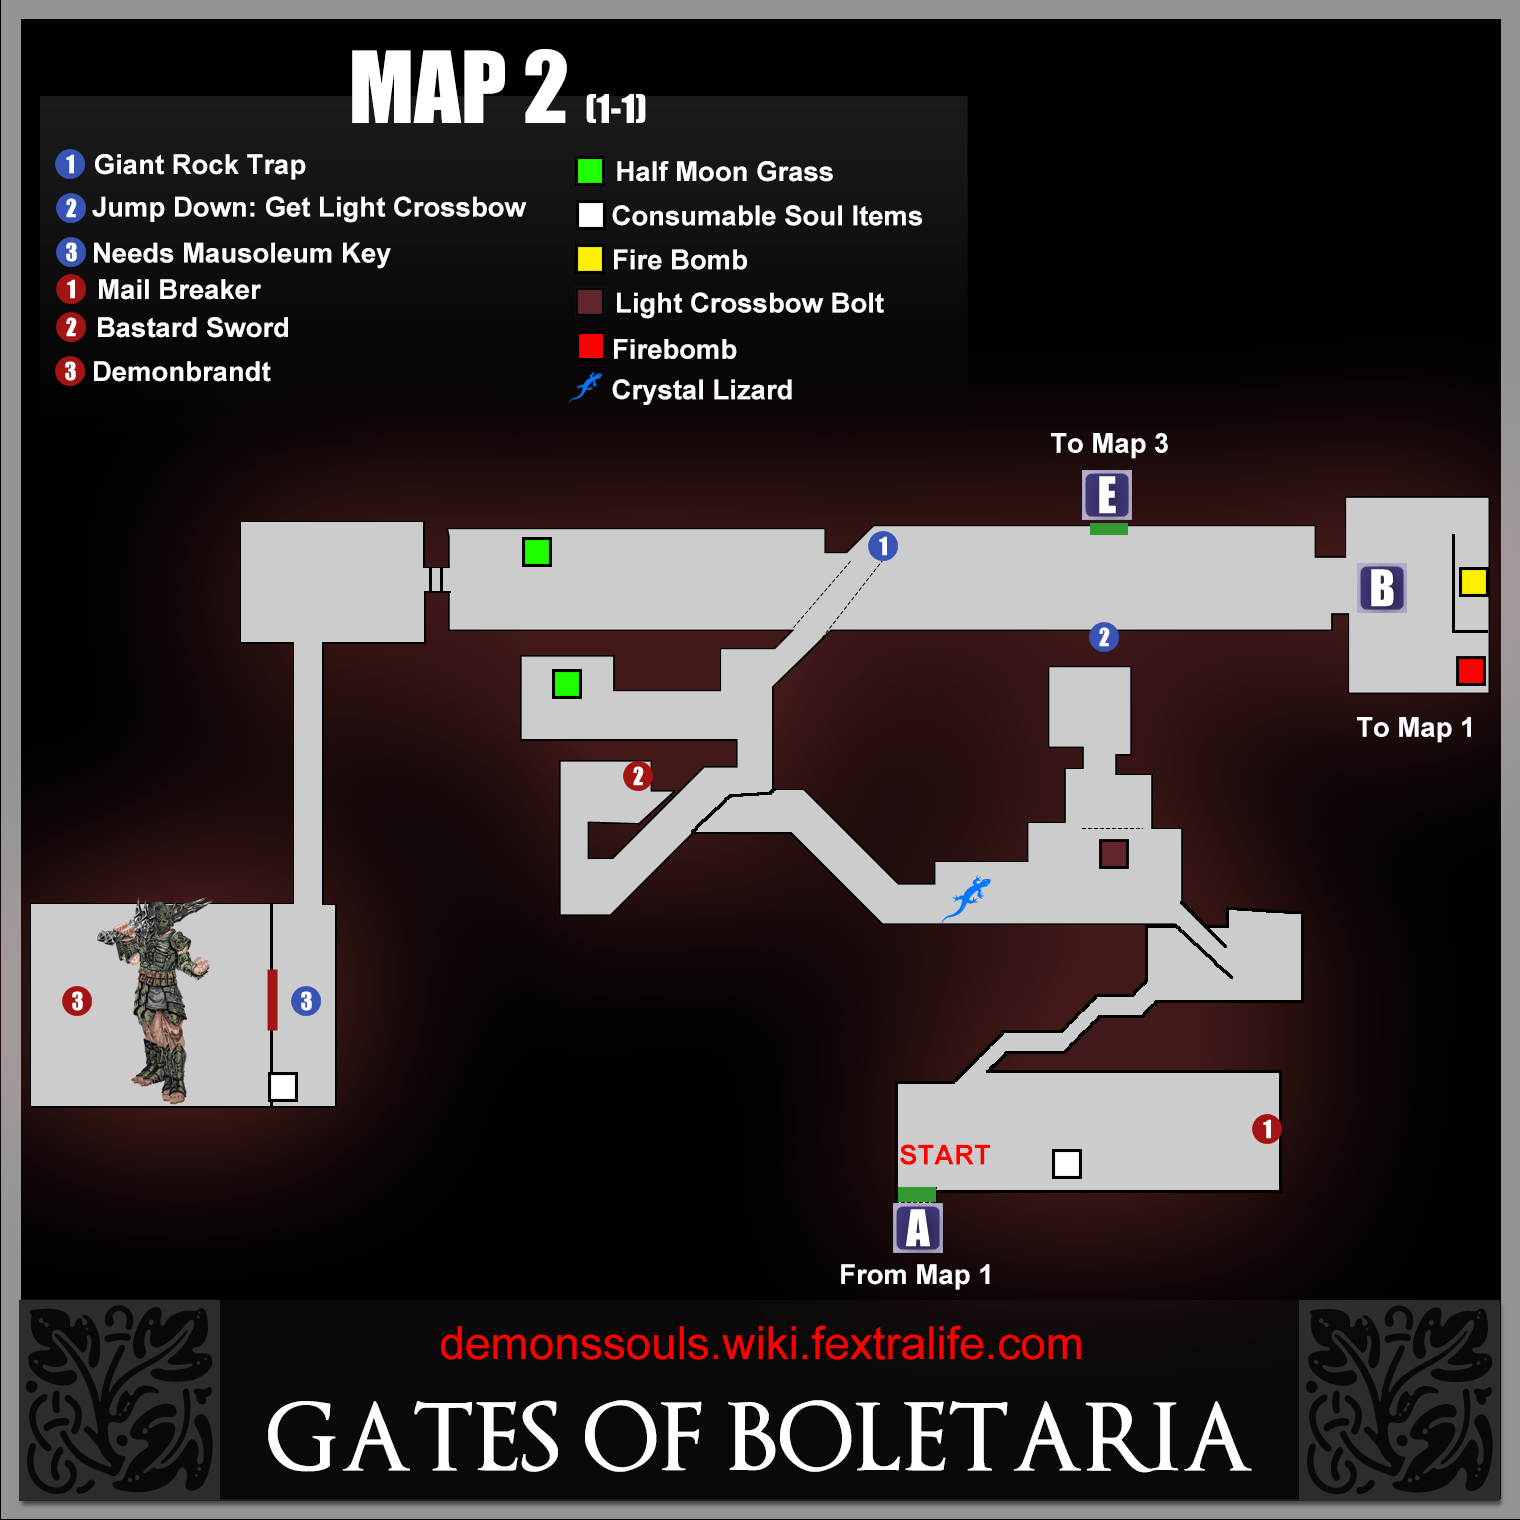 MAP 2 (1-1)
1 Giant Rock Trap
2 Jump Down: Get Light Crossbow
3 Needs Mausoleum Key
1 Mail Breaker
2 Bastard Sword
3 Demonbrandt
Half Moon Grass
Consumable Soul Items
Fire Bomb
Light Crossbow Bolt
Firebomb
Crystal Lizard
To Map 3
E
1
B
2
To Map 1
2
3
3
1
START
A
From Map 1
demonssouls.wiki.fextralife.com
GATES OF BOLETARIA